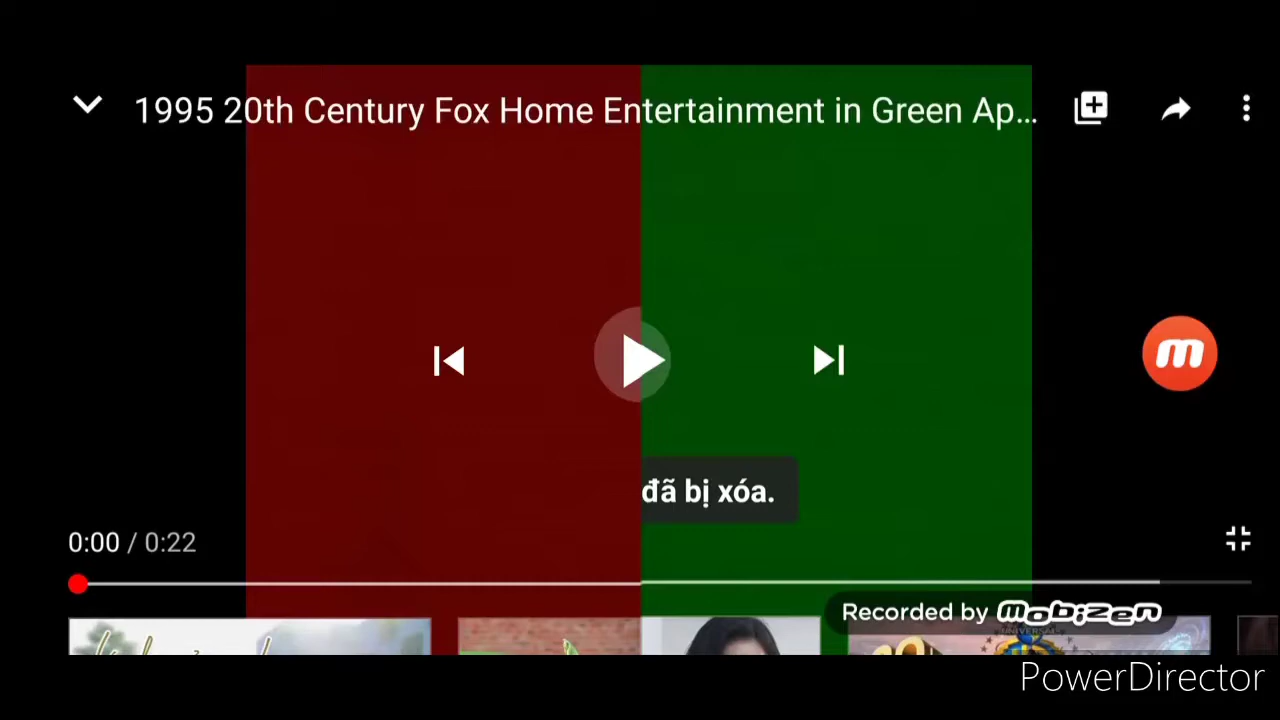 1995 20th Century Fox Home Entertainment in Green Ap...
m
đã bị xóa.
0:00 / 0:22
Recorded by mobizen
UNIVERSAL
PowerDirector